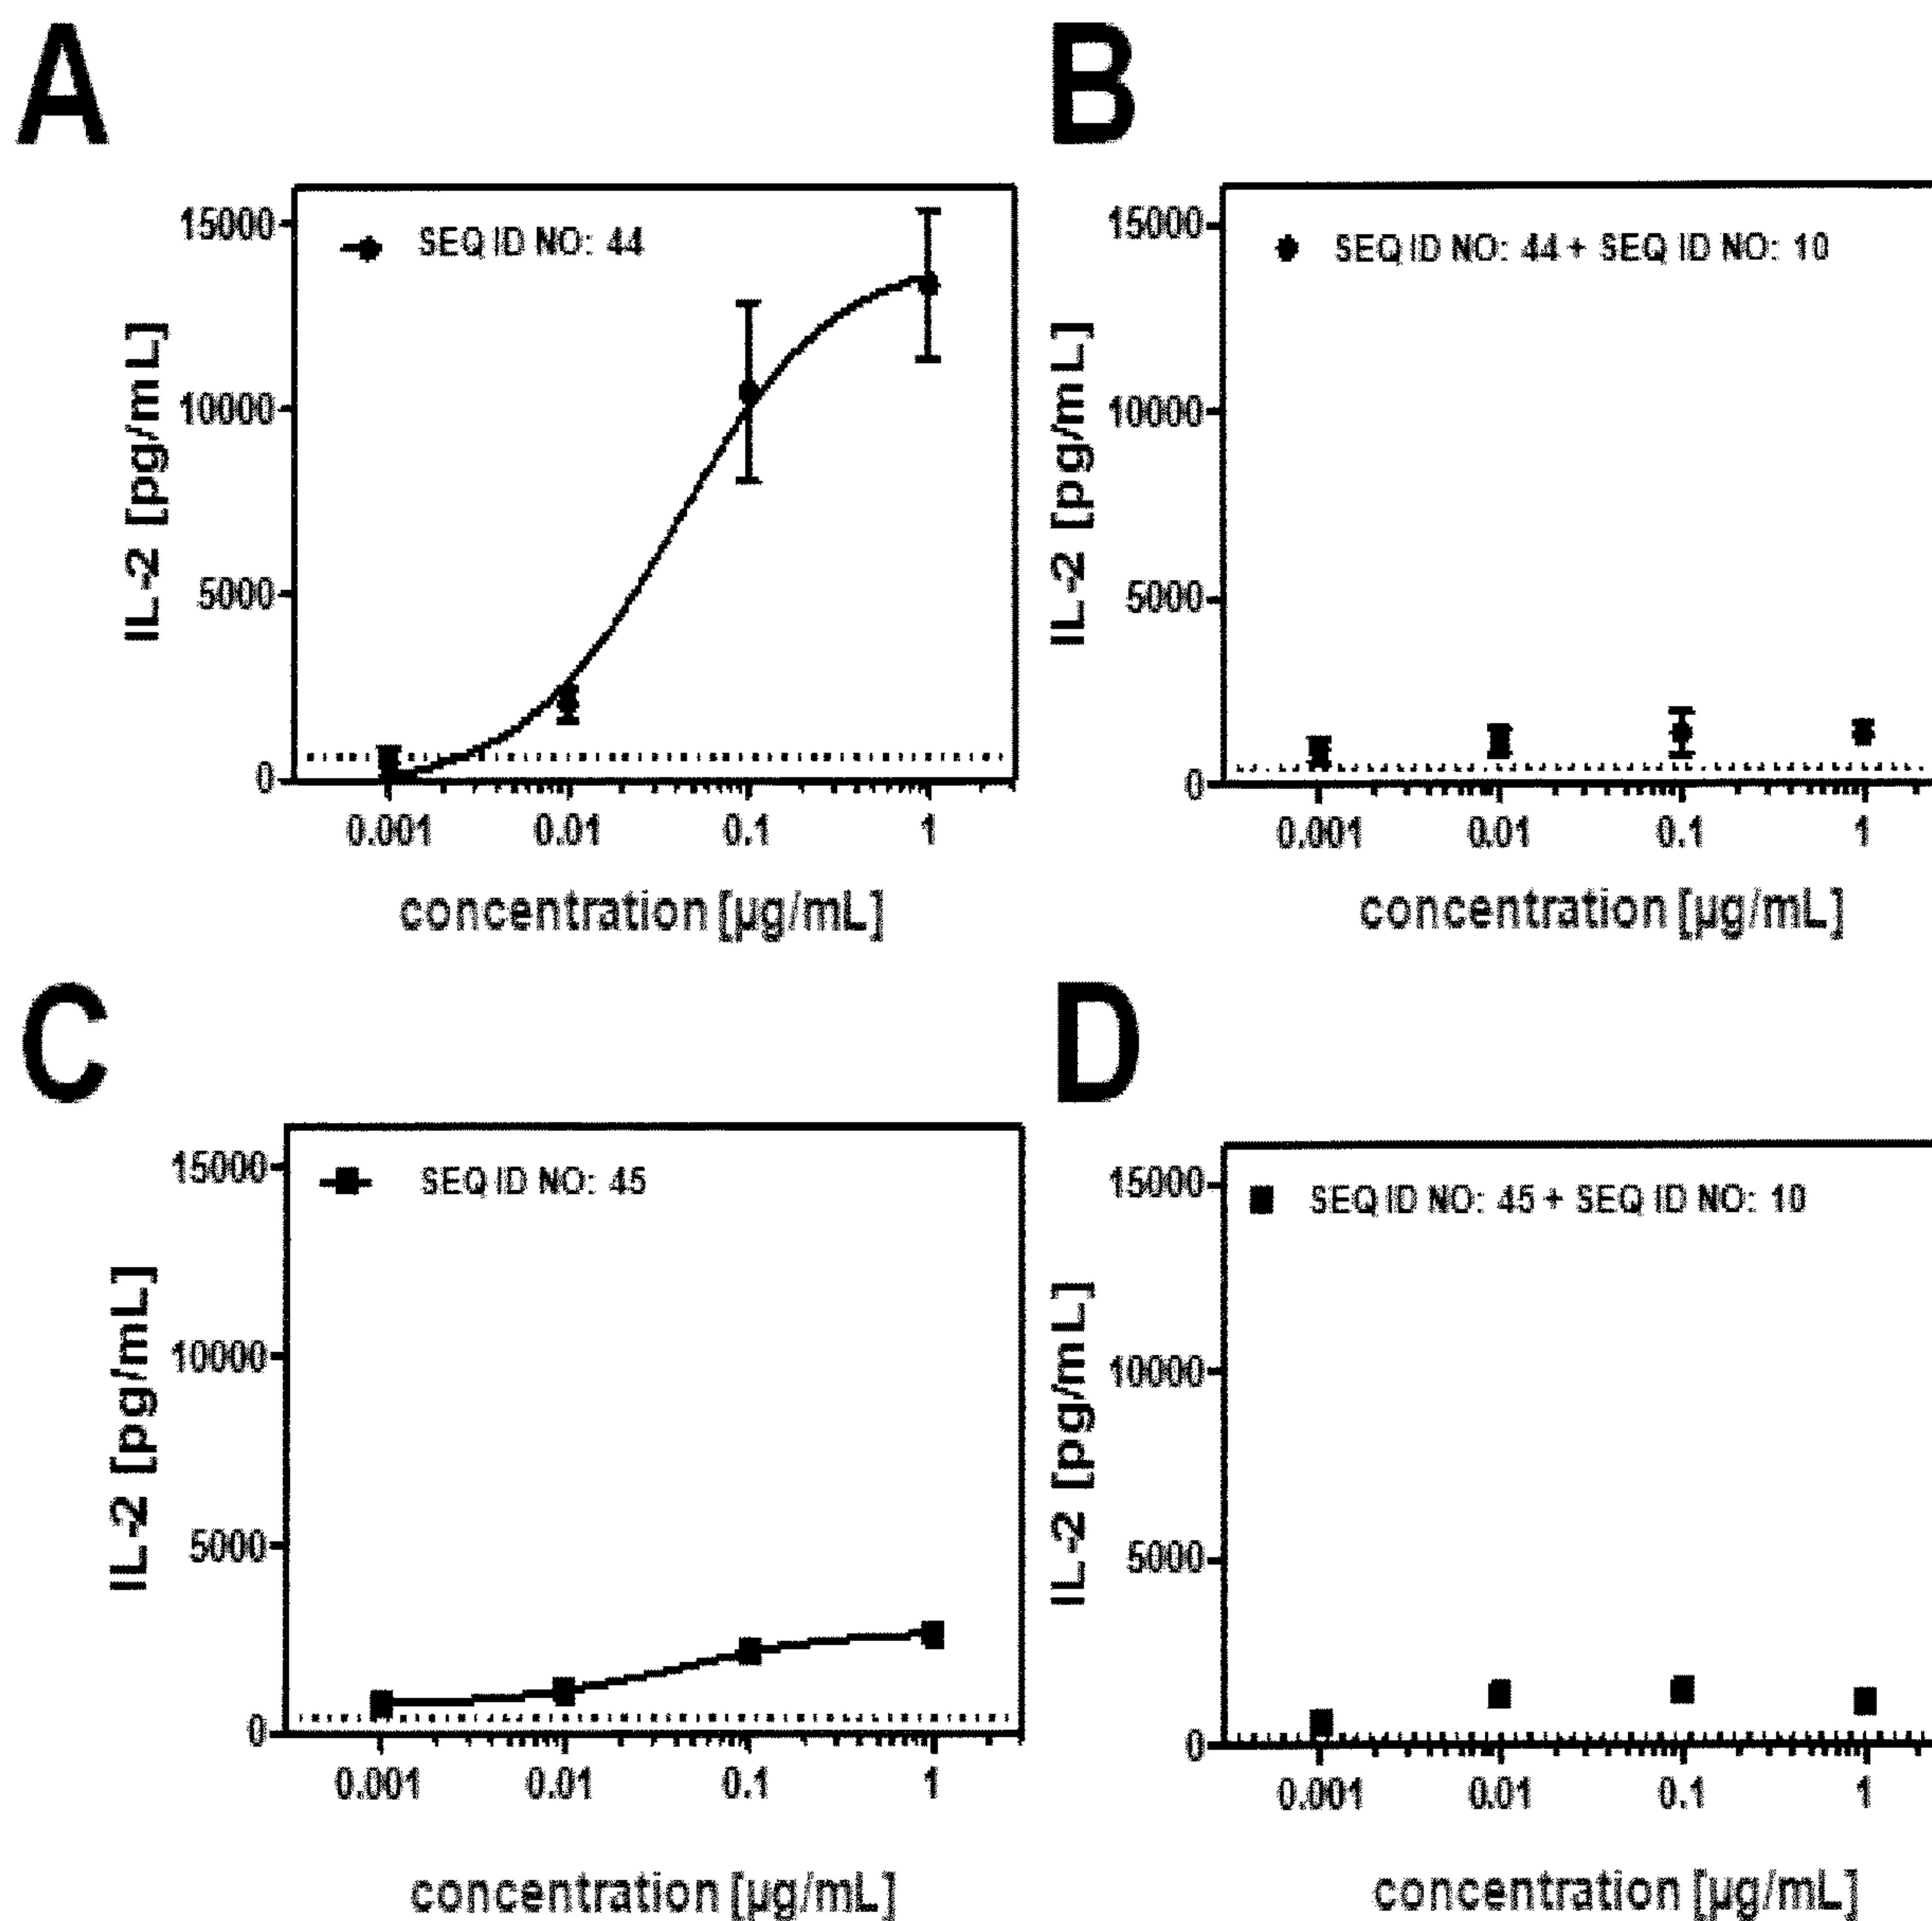 A
15000
SEQ ID NO: 44
10000
5000
0
IL-2 [pg/mL]
0.001 0.01 0.1 1
concentration [µg/mL]
B
15000
SEQ ID NO: 44 + SEQ ID NO: 10
10000
5000
0
IL-2 [pg/mL]
0.001 0.01 0.1 1
concentration [µg/mL]
C
15000
SEQ ID NO: 45
10000
5000
0
IL-2 [pg/mL]
0.001 0.01 0.1 1
concentration [µg/mL]
D
15000
SEQ ID NO: 45 + SEQ ID NO: 10
10000
5000
0
IL-2 [pg/mL]
0.001 0.01 0.1 1
concentration [µg/mL]